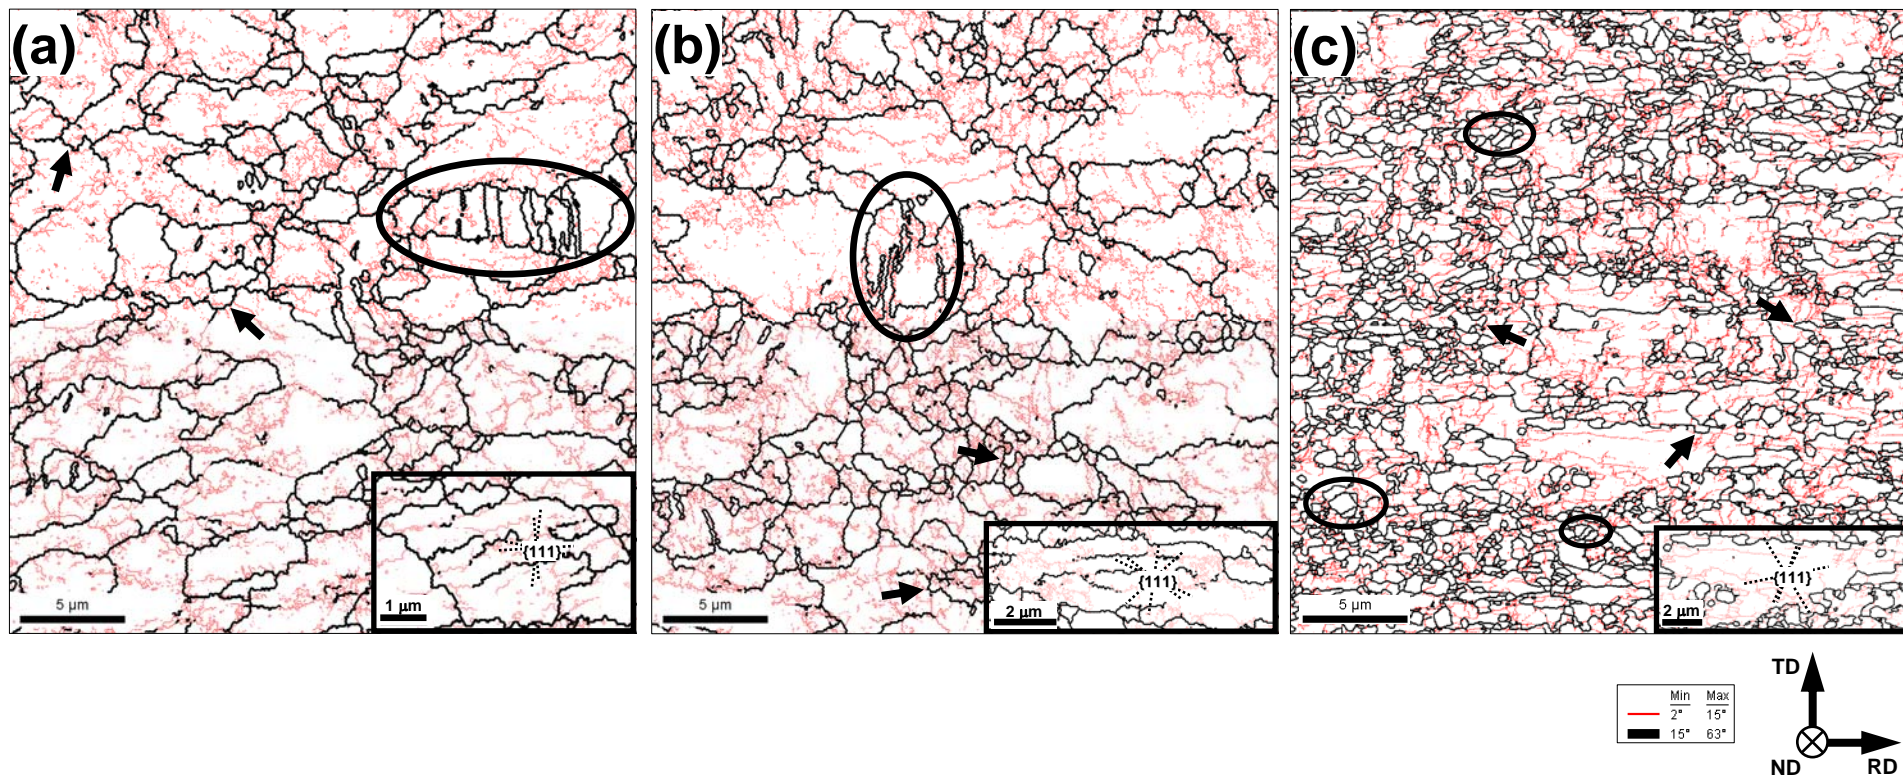 (a)
(b)
(c)
{111}
{111}
{111}
5 µm
1 µm
5 µm
2 µm
5 µm
2 µm
Min Max
2° 15°
15° 63°
TD
ND
RD